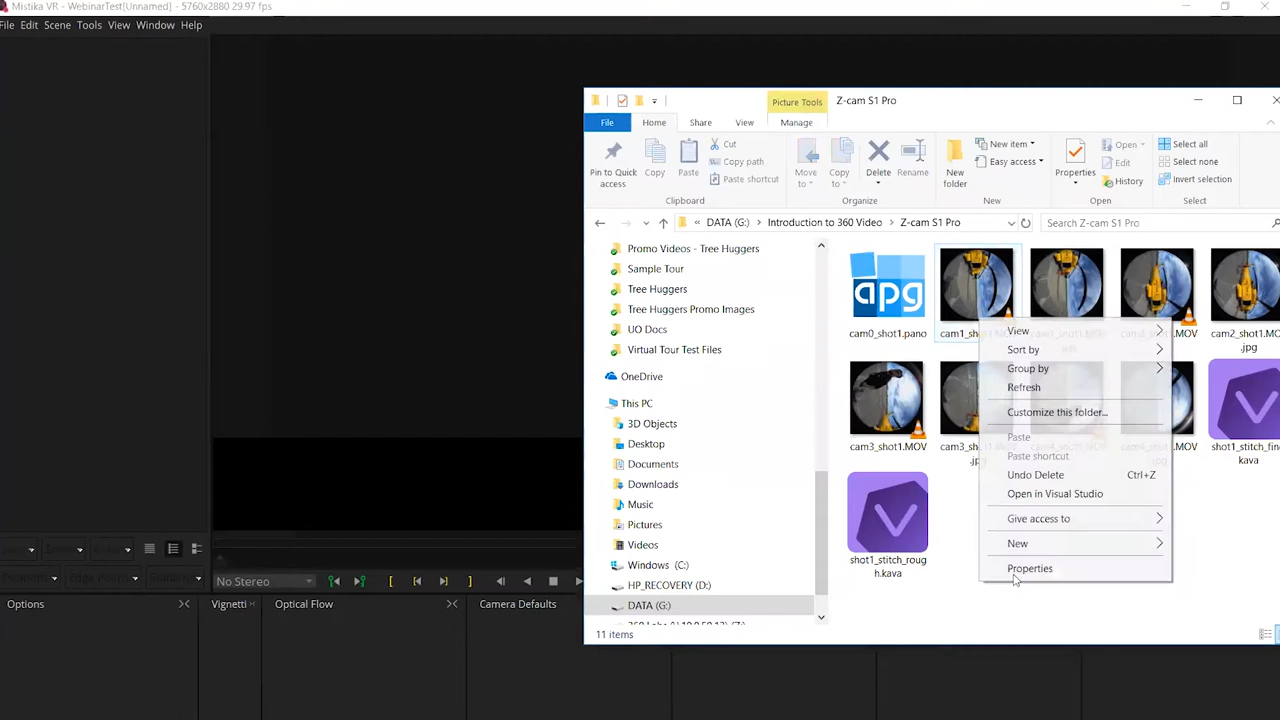 Mistika VR - WebinarTest[Unnamed] - 5760x2880 29.97 fps
File Edit Scene Tools View Window Help
Picture Tools Z-cam S1 Pro
File Home Share View Manage
Pin to Quick access
Copy
Paste
Cut
Copy path
Paste shortcut
Clipboard
Move to
Copy to
Delete
Rename
Organize
New folder
New item
Easy access
New
Properties
Open
Edit
History
Open
Select all
Select none
Invert selection
Select
« DATA (G:) > Introduction to 360 Video > Z-cam S1 Pro
Search Z-cam S1 Pro
Promo Videos - Tree Huggers
Sample Tour
Tree Huggers
Tree Huggers Promo Images
UO Docs
Virtual Tour Test Files
OneDrive
This PC
3D Objects
Desktop
Documents
Downloads
Music
Pictures
Videos
Windows (C:)
HP_RECOVERY (D:)
DATA (G:)
11 items
apg
cam0_shot1.pano
cam2_shot1.MO
.jpg
cam3_shot1.MOV
shot1_stitch_fin
kava
shot1_stitch_roug
h.kava
View
Sort by
Group by
Refresh
Customize this folder...
Paste
Paste shortcut
Undo Delete Ctrl+Z
Open in Visual Studio
Give access to
New
Properties
No Stereo
Options
Vignetti
Optical Flow
Camera Defaults